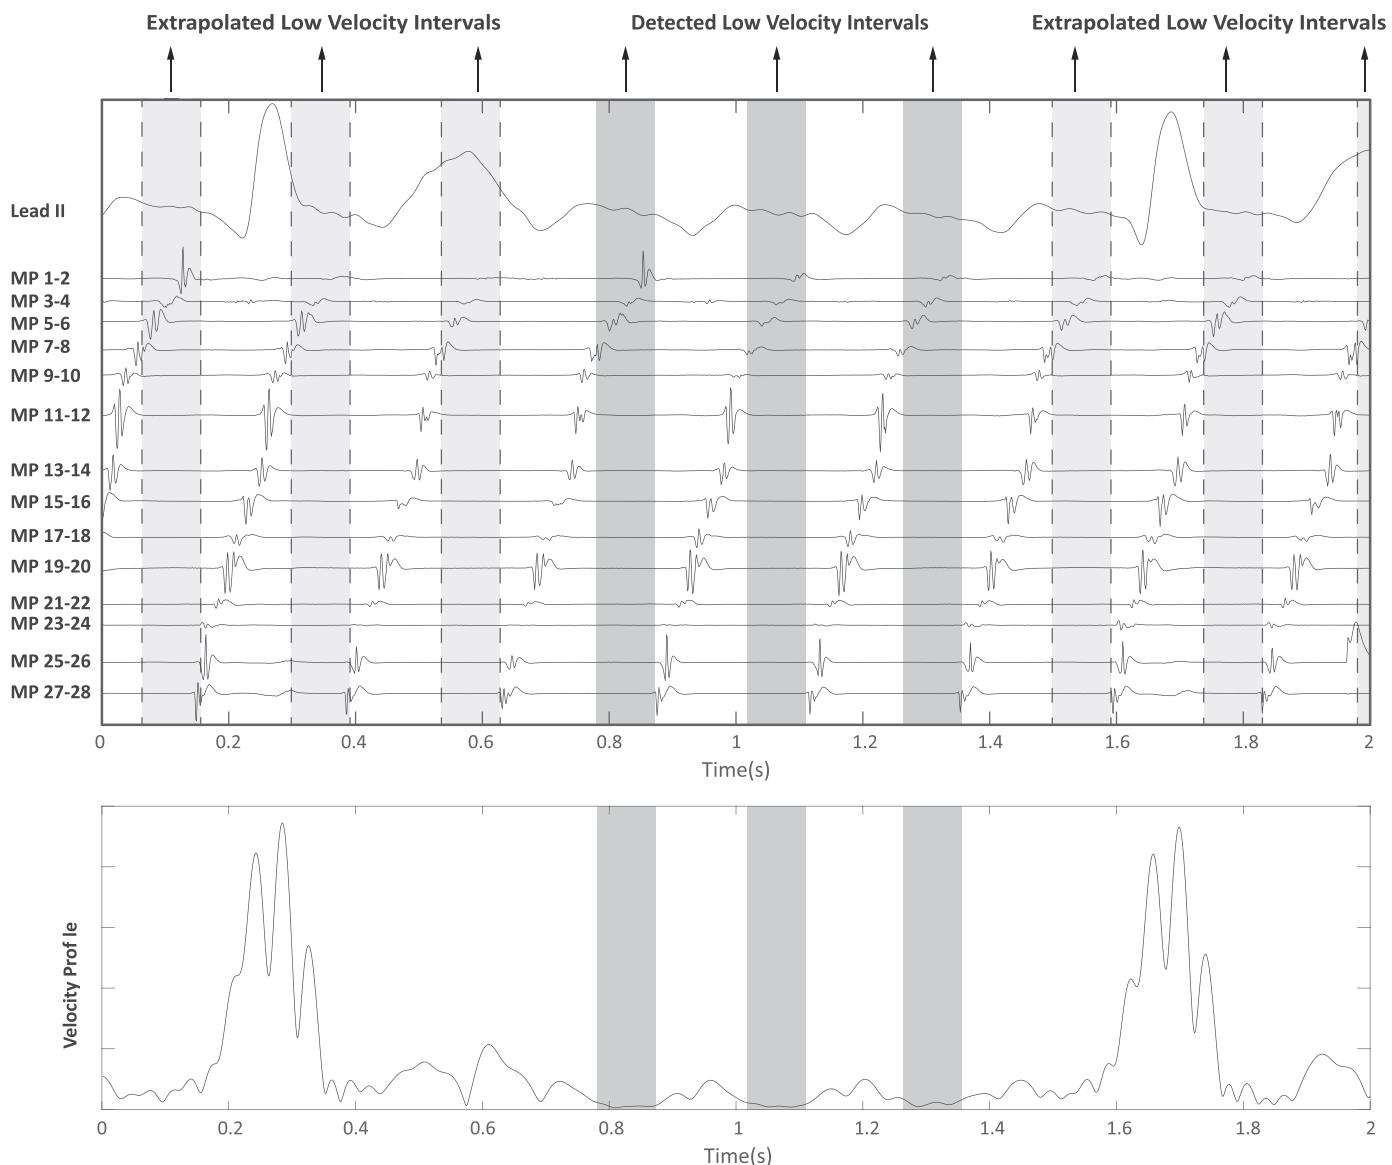 Extrapolated Low Velocity Intervals Detected Low Velocity Intervals Extrapolated Low Velocity Intervals
Lead II
MP 1-2
MP 3-4
MP 5-6
MP 7-8
MP 9-10
MP 11-12
MP 13-14
MP 15-16
MP 17-18
MP 19-20
MP 21-22
MP 23-24
MP 25-26
MP 27-28
0 0.2 0.4 0.6 0.8 1 1.2 1.4 1.6 1.8 2
Time(s)
Velocity Prof le
0 0.2 0.4 0.6 0.8 1 1.2 1.4 1.6 1.8 2
Time(s)